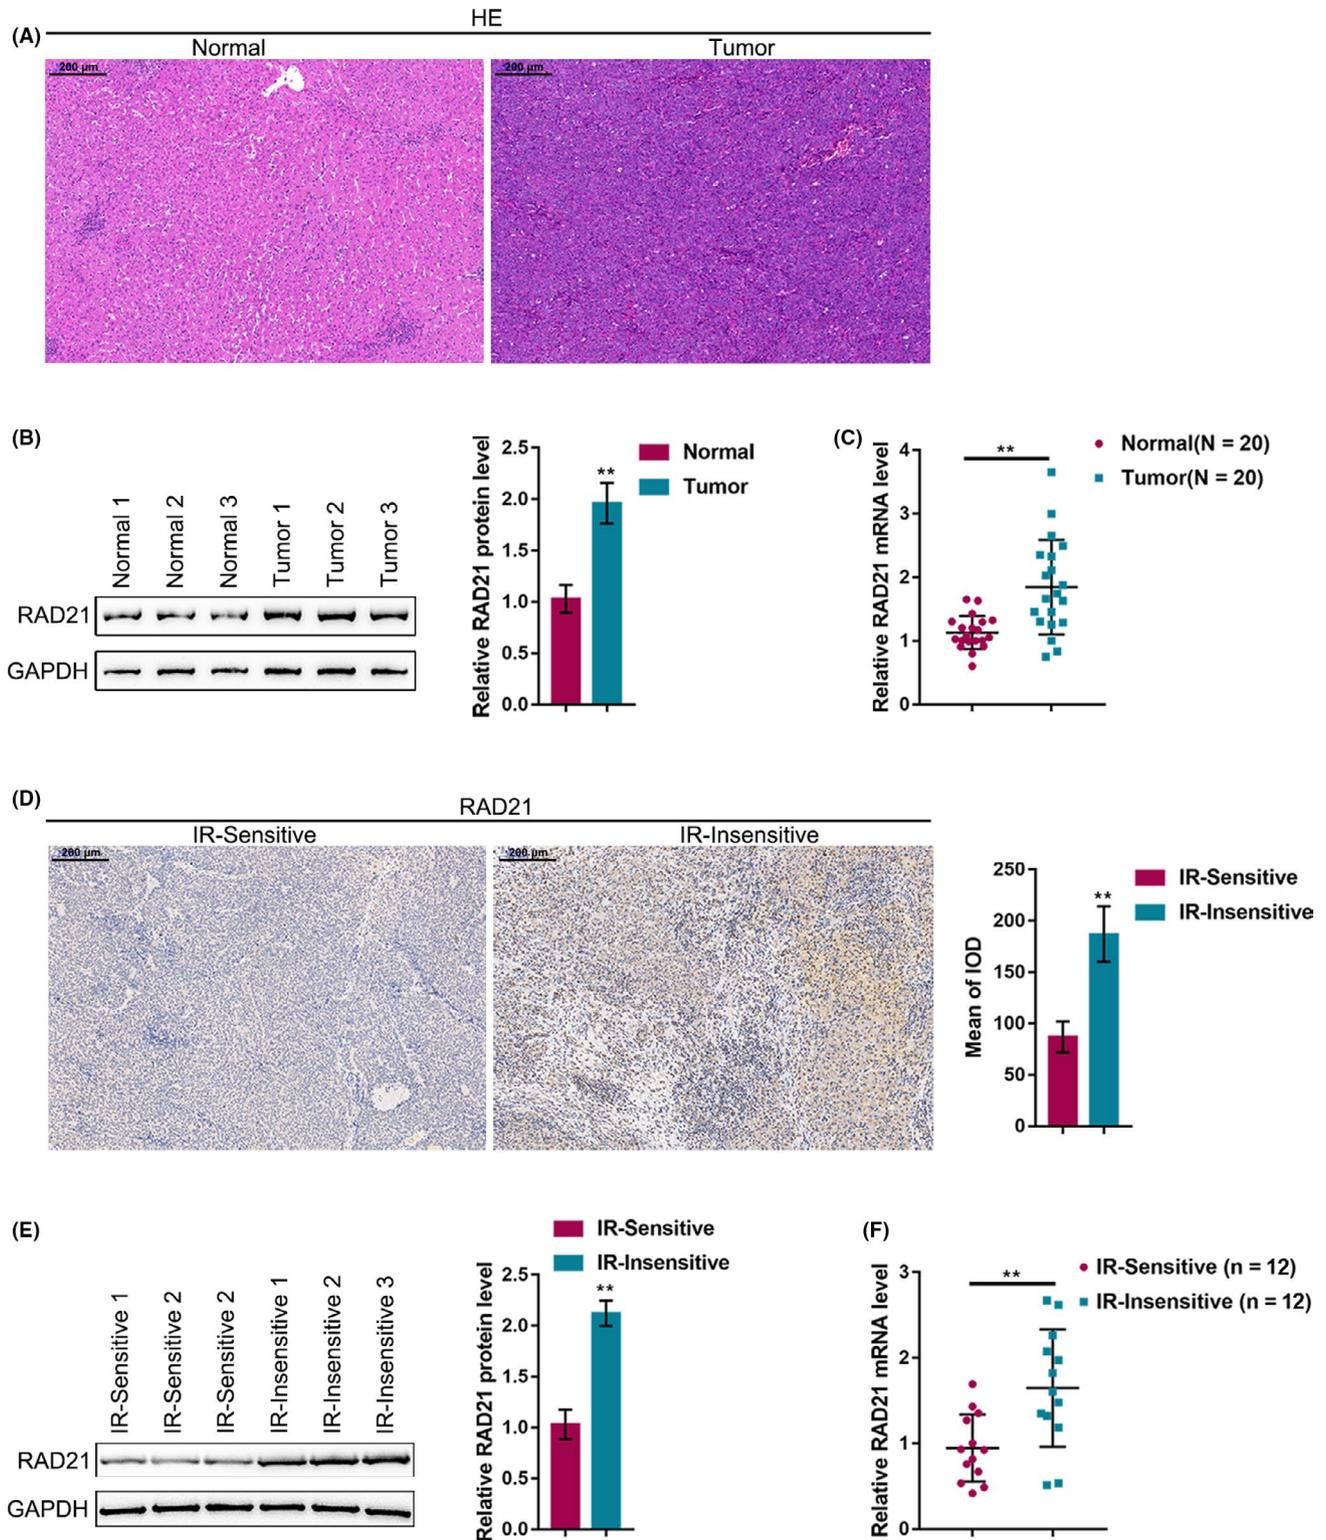 (A)
HE
Normal
Tumor
200 µm
200 µm
(B)
Normal 1
Normal 2
Normal 3
Tumor 1
Tumor 2
Tumor 3
RAD21
GAPDH
Relative RAD21 protein level
2.5
2.0
1.5
1.0
0.5
0.0
**
Normal
Tumor
(C)
Relative RAD21 mRNA level
4
3
2
1
0
**
Normal(N = 20)
Tumor(N = 20)
(D)
RAD21
IR-Sensitive
IR-Insensitive
200 µm
200 µm
Mean of IOD
250
200
150
100
50
0
**
IR-Sensitive
IR-Insensitive
(E)
IR-Sensitive 1
IR-Sensitive 2
IR-Sensitive 2
IR-Insensitive 1
IR-Insensitive 2
IR-Insensitive 3
RAD21
GAPDH
IR-Sensitive
IR-Insensitive
Relative RAD21 protein level
2.5
2.0
1.5
1.0
0.5
0.0
**
(F)
Relative RAD21 mRNA level
3
2
1
0
**
IR-Sensitive (n = 12)
IR-Insensitive (n = 12)